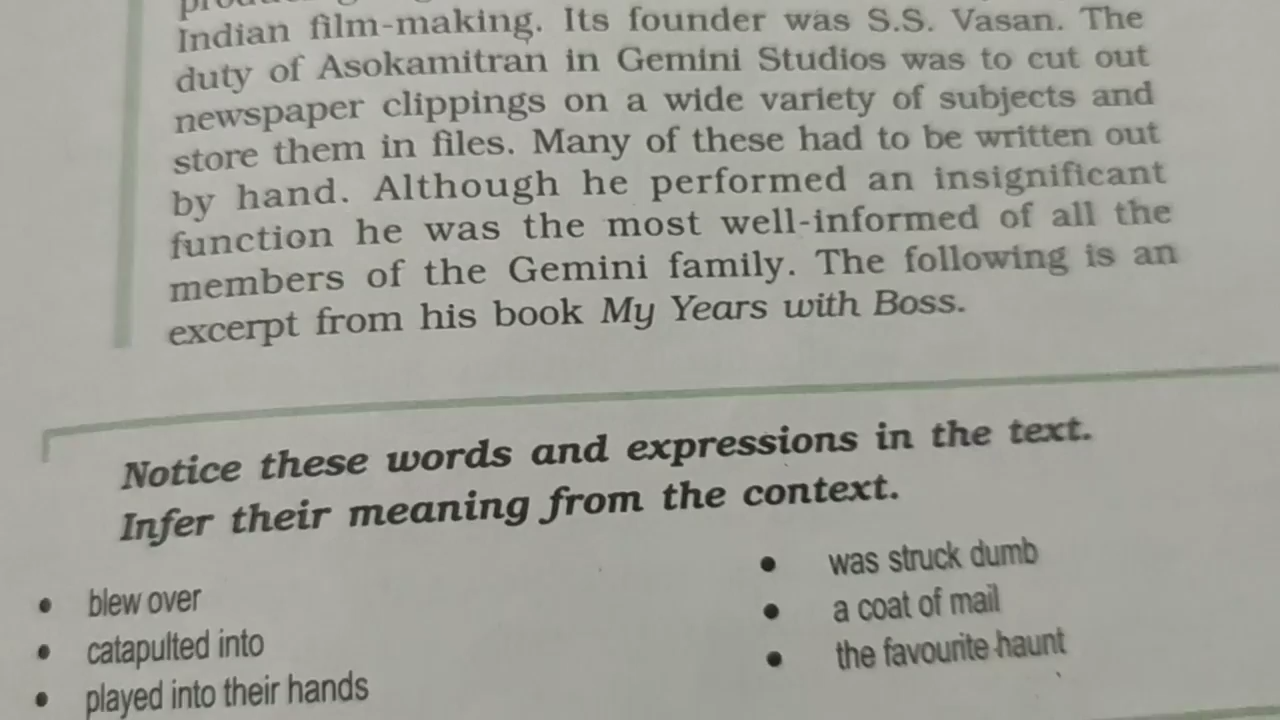 Indian film-making. Its founder was S.S. Vasan. The
duty of Asokamitran in Gemini Studios was to cut out
newspaper clippings on a wide variety of subjects and
store them in files. Many of these had to be written out
by hand. Although he performed an insignificant
function he was the most well-informed of all the
members of the Gemini family. The following is an
excerpt from his book My Years with Boss.
Notice these words and expressions in the text.
Infer their meaning from the context.
• blew over
• catapulted into
• played into their hands
• was struck dumb
• a coat of mail
• the favourite haunt